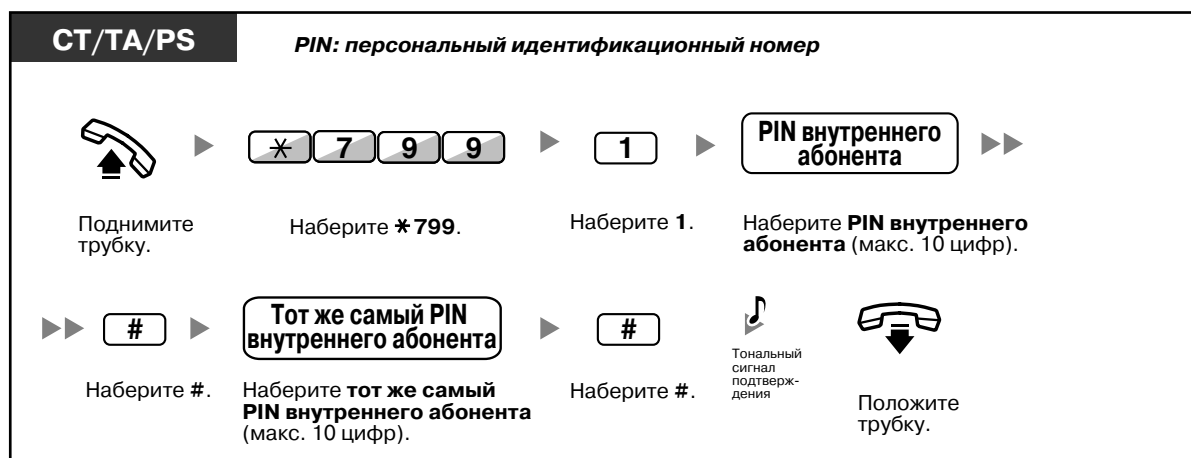 CT/TA/PS
PIN: персональный идентификационный номер
✳ 7 9 9
1
PIN внутреннего
абонента
Поднимите
трубку.
Наберите ✳799.
Наберите 1.
Наберите PIN внутреннего
абонента (макс. 10 цифр).
#
Тот же самый PIN
внутреннего абонента
#
Наберите #.
Наберите тот же самый
PIN внутреннего абонента
(макс. 10 цифр).
Наберите #.
Тональный
сигнал
подтверж-
дения
Положите
трубку.